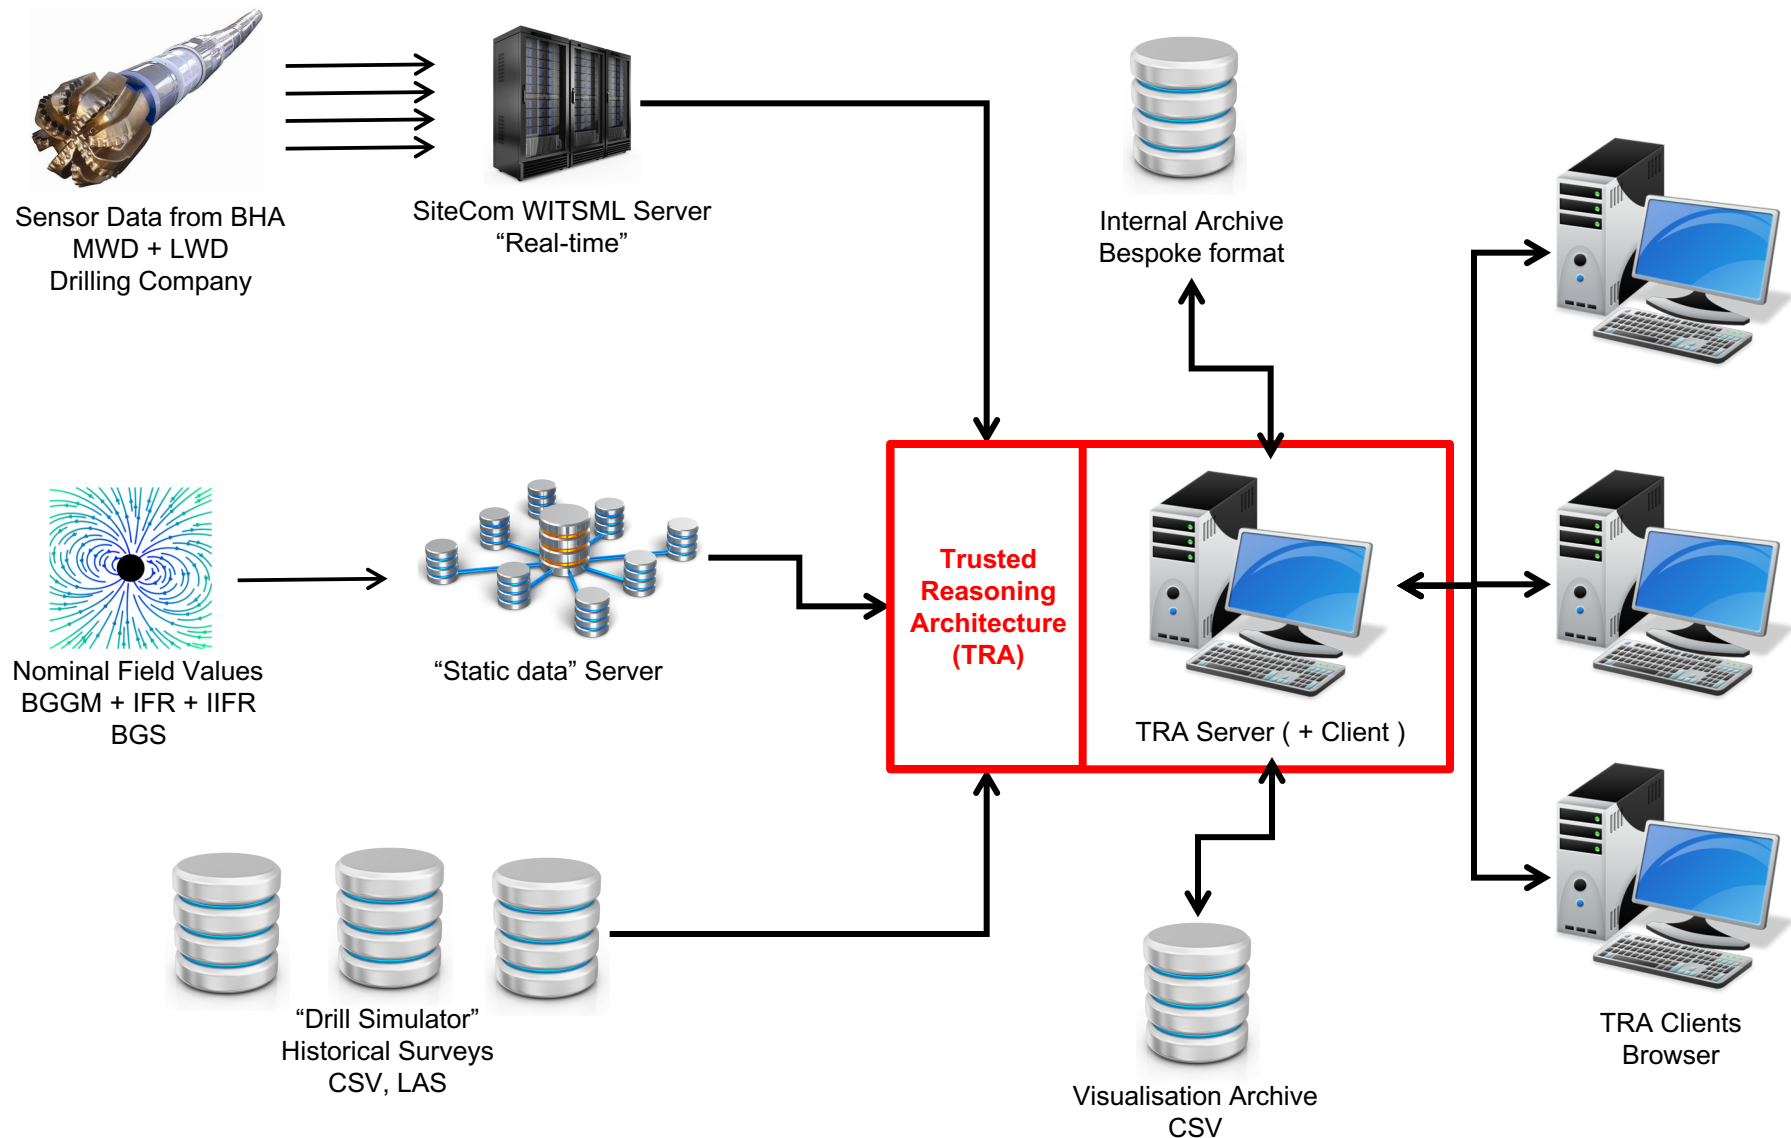 Sensor Data from BHA
MWD + LWD
Drilling Company
SiteCom WITSML Server
“Real-time”
Internal Archive
Bespoke format
Nominal Field Values
BGGM + IFR + IIFR
BGS
“Static data” Server
Trusted
Reasoning
Architecture
(TRA)
TRA Server ( + Client )
“Drill Simulator”
Historical Surveys
CSV, LAS
Visualisation Archive
CSV
TRA Clients
Browser